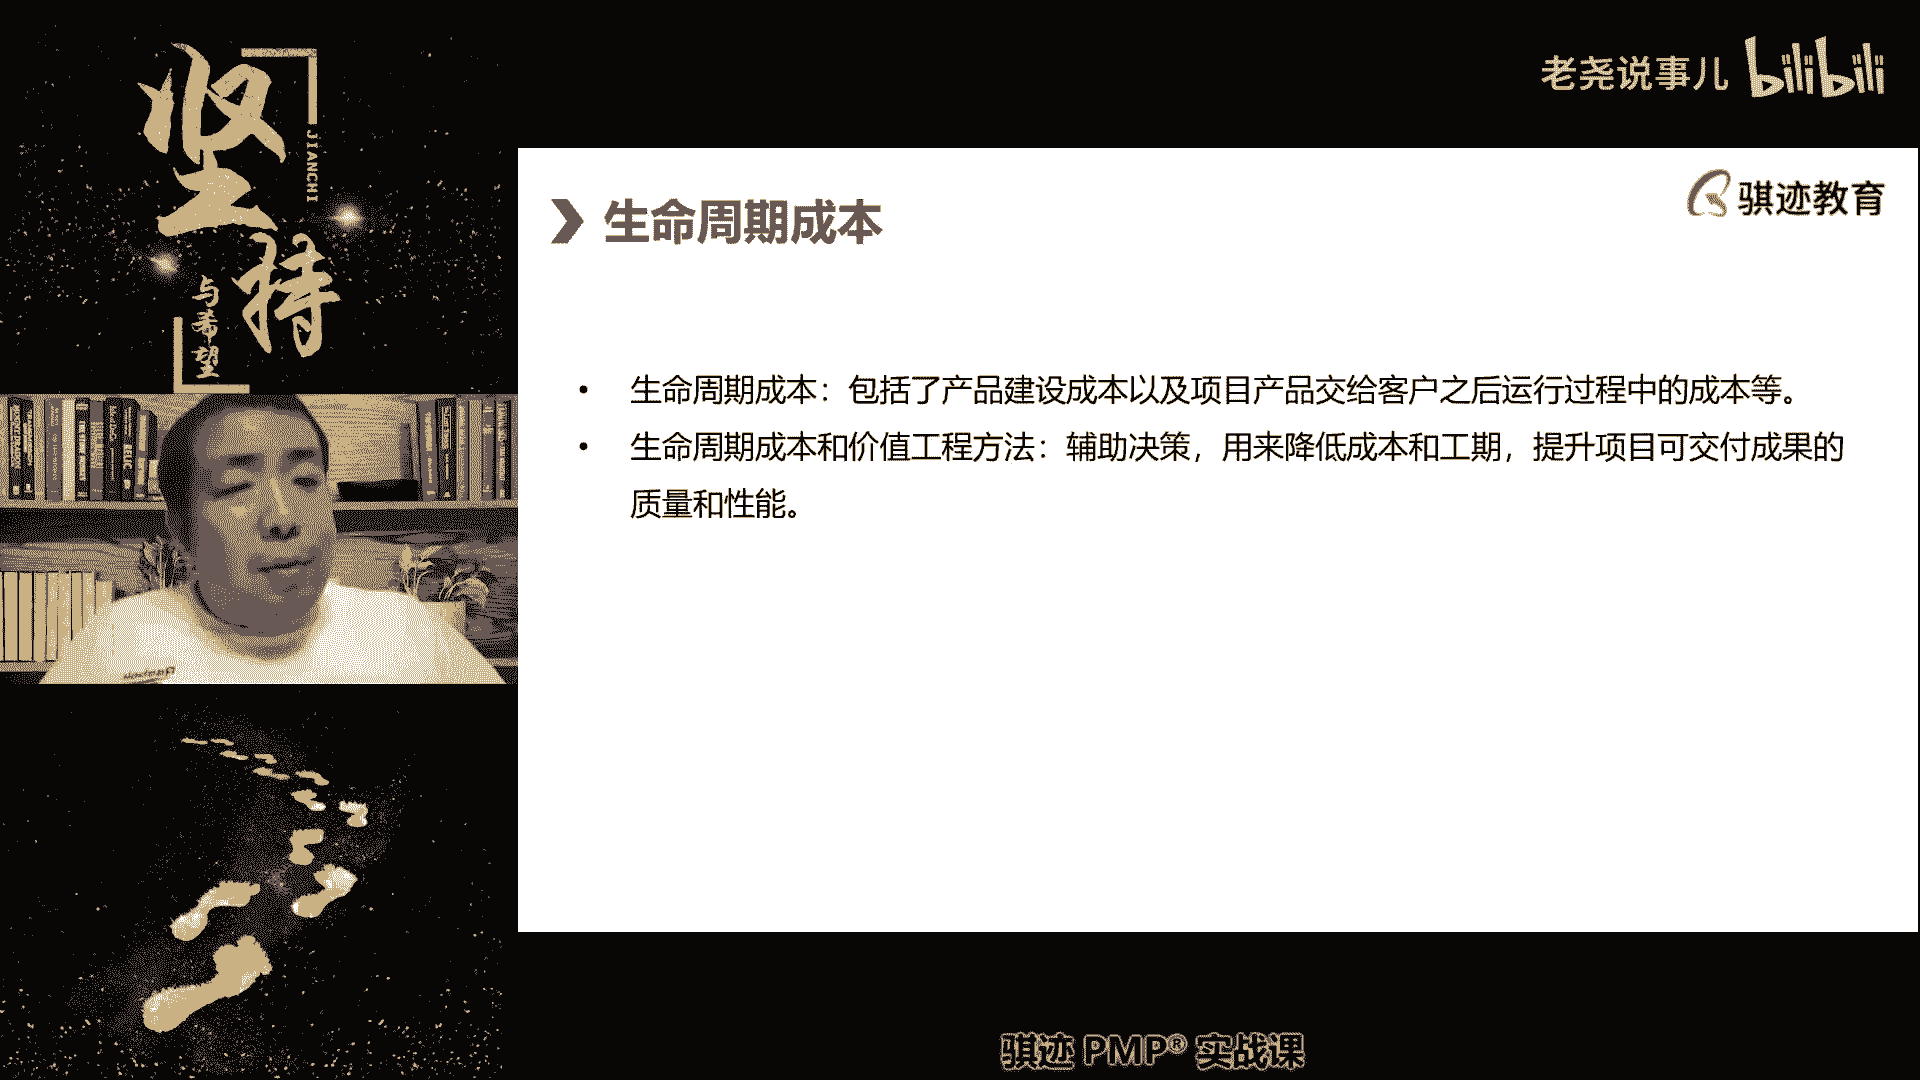 坚持
JIANCHI
与希望
老尧说事儿 bilibili
骐迹教育
生命周期成本
• 生命周期成本：包括了产品建设成本以及项目产品交给客户之后运行过程中的成本等。
• 生命周期成本和价值工程方法：辅助决策，用来降低成本和工期，提升项目可交付成果的
质量和性能。
骐迹 PMP® 实战课